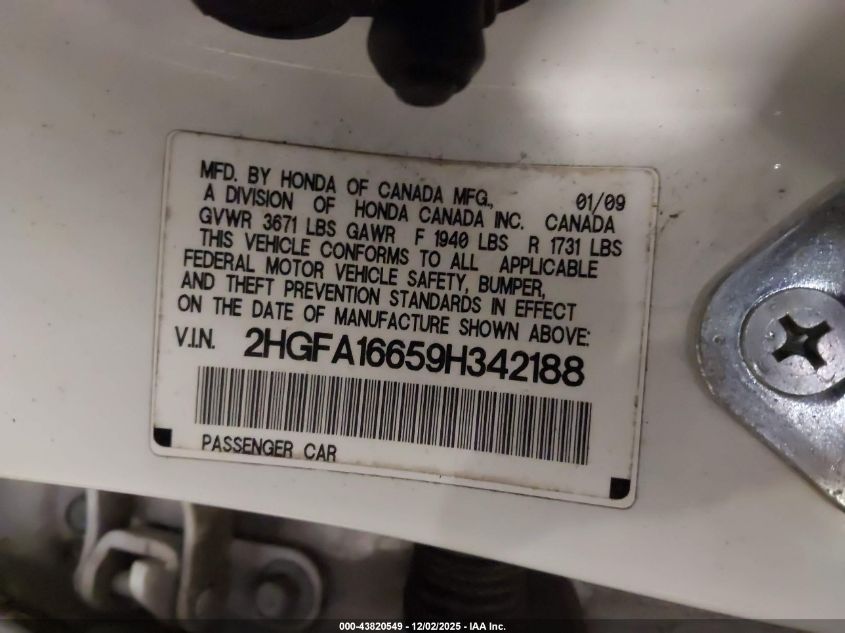 MFD. BY HONDA OF CANADA MFG., 01/09
A DIVISION OF HONDA CANADA INC. CANADA
GVWR 3671 LBS GAWR F 1940 LBS R 1731 LBS
THIS VEHICLE CONFORMS TO ALL APPLICABLE
FEDERAL MOTOR VEHICLE SAFETY, BUMPER,
AND THEFT PREVENTION STANDARDS IN EFFECT
ON THE DATE OF MANUFACTURE SHOWN ABOVE:
V.I.N. 2HGFA16659H342188
PASSENGER CAR
000-43820549 - 12/02/2025 - IAA Inc.